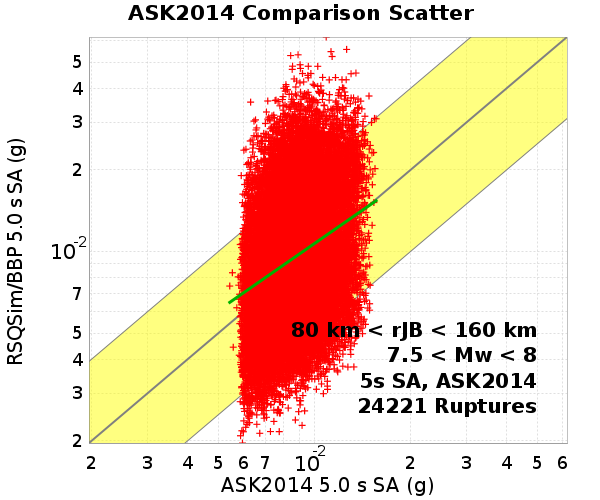 ASK2014 Comparison Scatter
RSQSim/BBP 5.0 s SA (g)
5
4
3
2
10^-2
7
5
4
3
2
80 km < rJB < 160 km
7.5 < Mw < 8
5s SA, ASK2014
24221 Ruptures
2 3 4 5 6 7 10^-2 2 3 4 5 6
ASK2014 5.0 s SA (g)